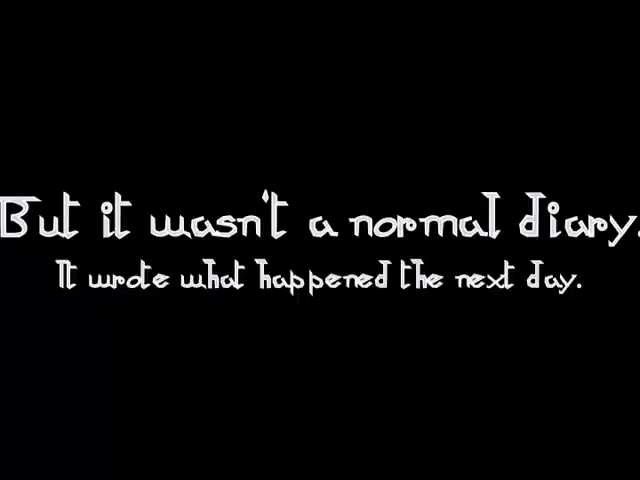 But it wasn't a normal diary.
It wrote what happened the next day.